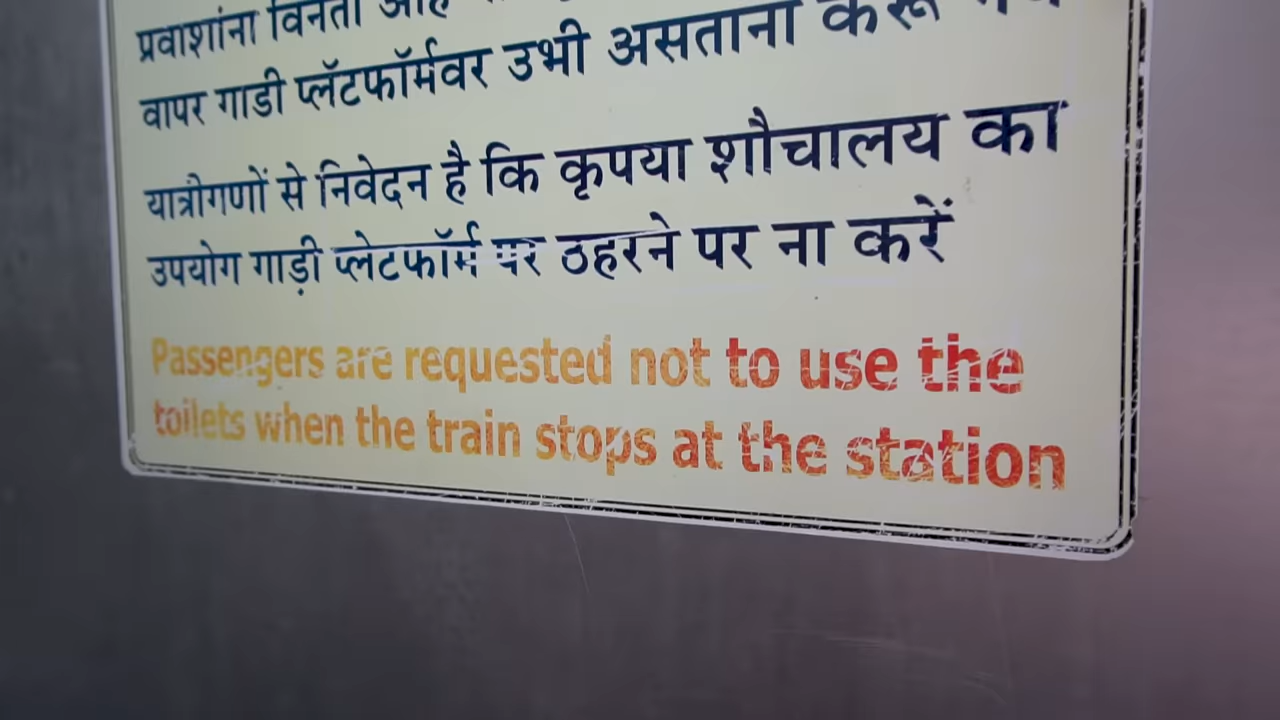 प्रवाशांना विनंती आहे
वापर गाडी प्लॅटफॉर्मवर उभी असताना करू
यात्रीगणों से निवेदन है कि कृपया शौचालय का
उपयोग गाड़ी प्लेटफॉर्म पर ठहरने पर ना करें
Passengers are requested not to use the
toilets when the train stops at the station